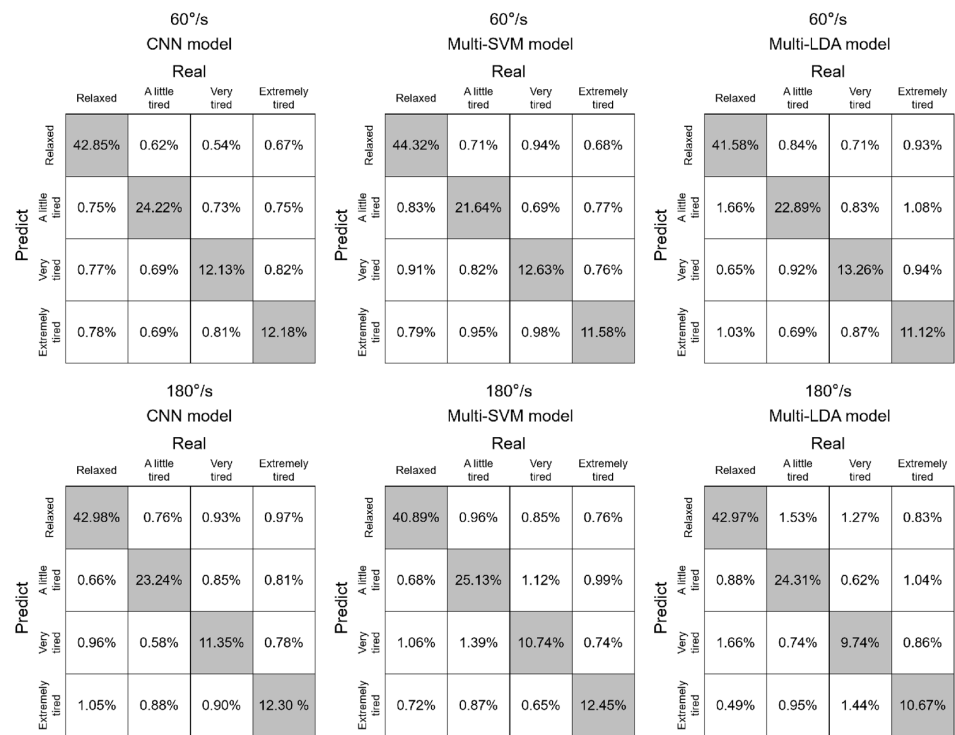 60°/s 60°/s 60°/s
CNN model Multi-SVM model Multi-LDA model
Real Real Real
Relaxed A little tired Very tired Extremely tired Relaxed A little tired Very tired Extremely tired Relaxed A little tired Very tired Extremely tired
Predict Predict Predict
Relaxed 42.85% 0.62% 0.54% 0.67% Relaxed 44.32% 0.71% 0.94% 0.68% Relaxed 41.58% 0.84% 0.71% 0.93%
A little tired 0.75% 24.22% 0.73% 0.75% A little tired 0.83% 21.64% 0.69% 0.77% A little tired 1.66% 22.89% 0.83% 1.08%
Very tired 0.77% 0.69% 12.13% 0.82% Very tired 0.91% 0.82% 12.63% 0.76% Very tired 0.65% 0.92% 13.26% 0.94%
Extremely tired 0.78% 0.69% 0.81% 12.18% Extremely tired 0.79% 0.95% 0.98% 11.58% Extremely tired 1.03% 0.69% 0.87% 11.12%
180°/s 180°/s 180°/s
CNN model Multi-SVM model Multi-LDA model
Real Real Real
Relaxed A little tired Very tired Extremely tired Relaxed A little tired Very tired Extremely tired Relaxed A little tired Very tired Extremely tired
Predict Predict Predict
Relaxed 42.98% 0.76% 0.93% 0.97% Relaxed 40.89% 0.96% 0.85% 0.76% Relaxed 42.97% 1.53% 1.27% 0.83%
A little tired 0.66% 23.24% 0.85% 0.81% A little tired 0.68% 25.13% 1.12% 0.99% A little tired 0.88% 24.31% 0.62% 1.04%
Very tired 0.96% 0.58% 11.35% 0.78% Very tired 1.06% 1.39% 10.74% 0.74% Very tired 1.66% 0.74% 9.74% 0.86%
Extremely tired 1.05% 0.88% 0.90% 12.30 % Extremely tired 0.72% 0.87% 0.65% 12.45% Extremely tired 0.49% 0.95% 1.44% 10.67%